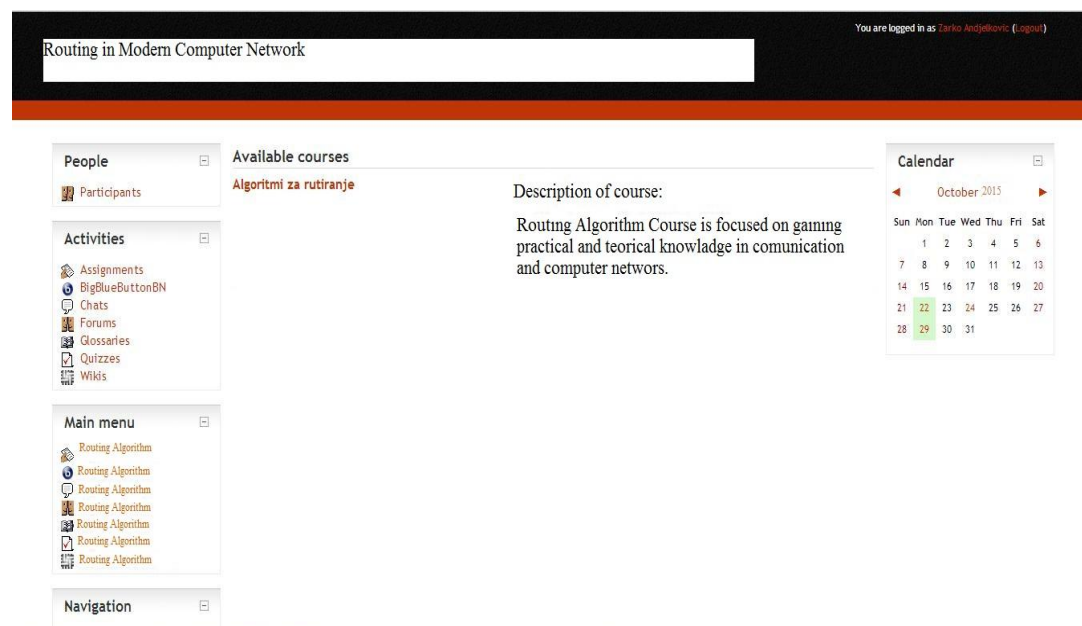 You are logged in as Zarko Andjelkovic (Logout)
Routing in Modern Computer Network
People
Participants
Activities
Assignments
BigBlueButtonBN
Chats
Forums
Glossaries
Quizzes
Wikis
Main menu
Routing Algorithm
Routing Algorithm
Routing Algorithm
Routing Algorithm
Routing Algorithm
Routing Algorithm
Routing Algorithm
Navigation
Available courses
Algoritmi za rutiranje
Description of course:
Routing Algorithm Course is focused on gaining
practical and teorical knowladge in comunication
and computer networs.
Calendar
October 2015
Sun Mon Tue Wed Thu Fri Sat
1 2 3 4 5 6
7 8 9 10 11 12 13
14 15 16 17 18 19 20
21 22 23 24 25 26 27
28 29 30 31